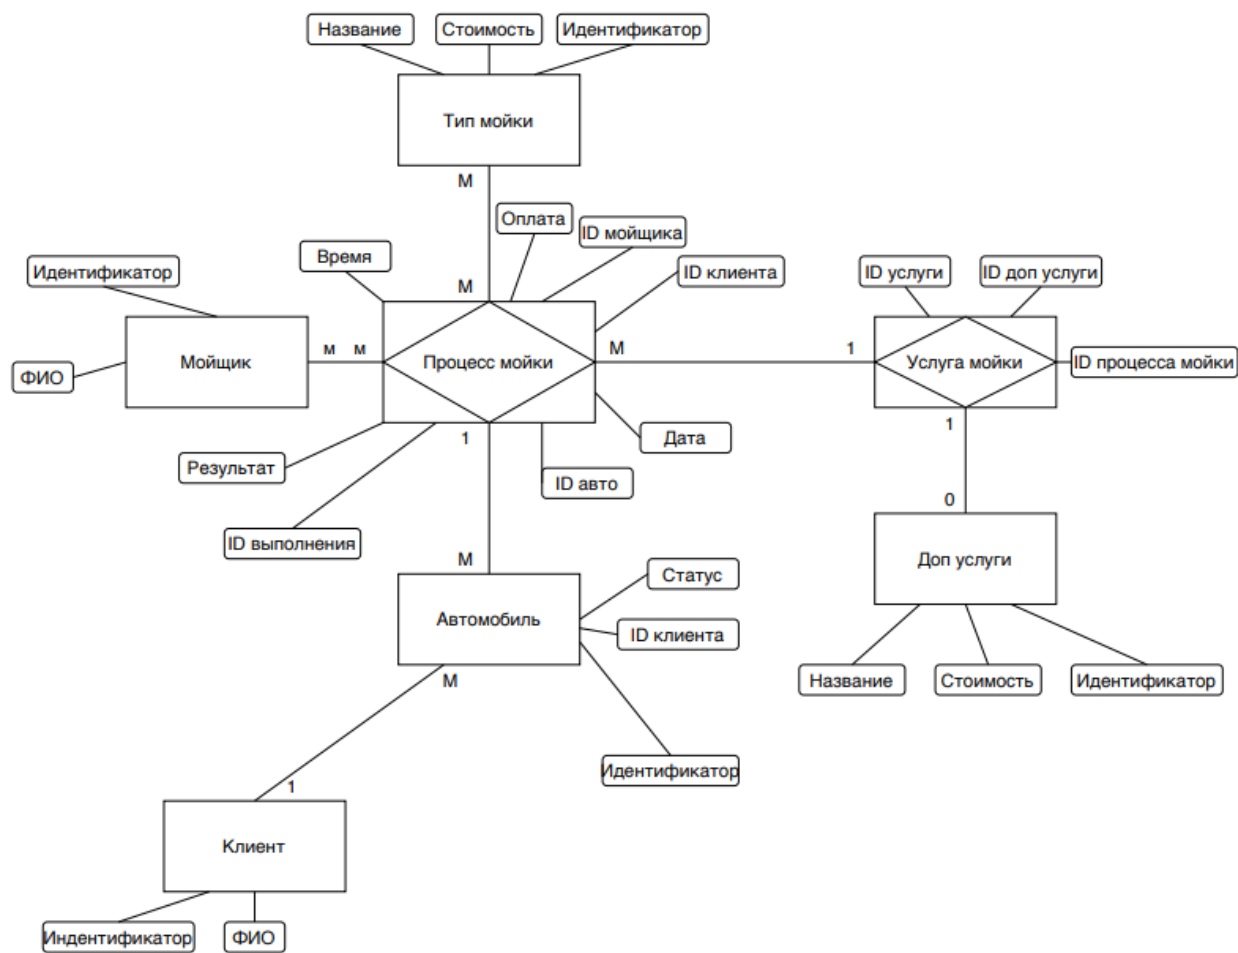 Название
Стоимость
Идентификатор
Тип мойки
М
Оплата
ID мойщика
Время
ID клиента
ID услуги
ID доп услуги
Идентификатор
М
Мойщик
м
м
Процесс мойки
М
1
Услуга мойки
ID процесса мойки
ФИО
1
Дата
1
Результат
ID авто
0
ID выполнения
М
Доп услуги
Статус
Автомобиль
ID клиента
М
Название
Стоимость
Идентификатор
Идентификатор
1
Клиент
Индентификатор
ФИО